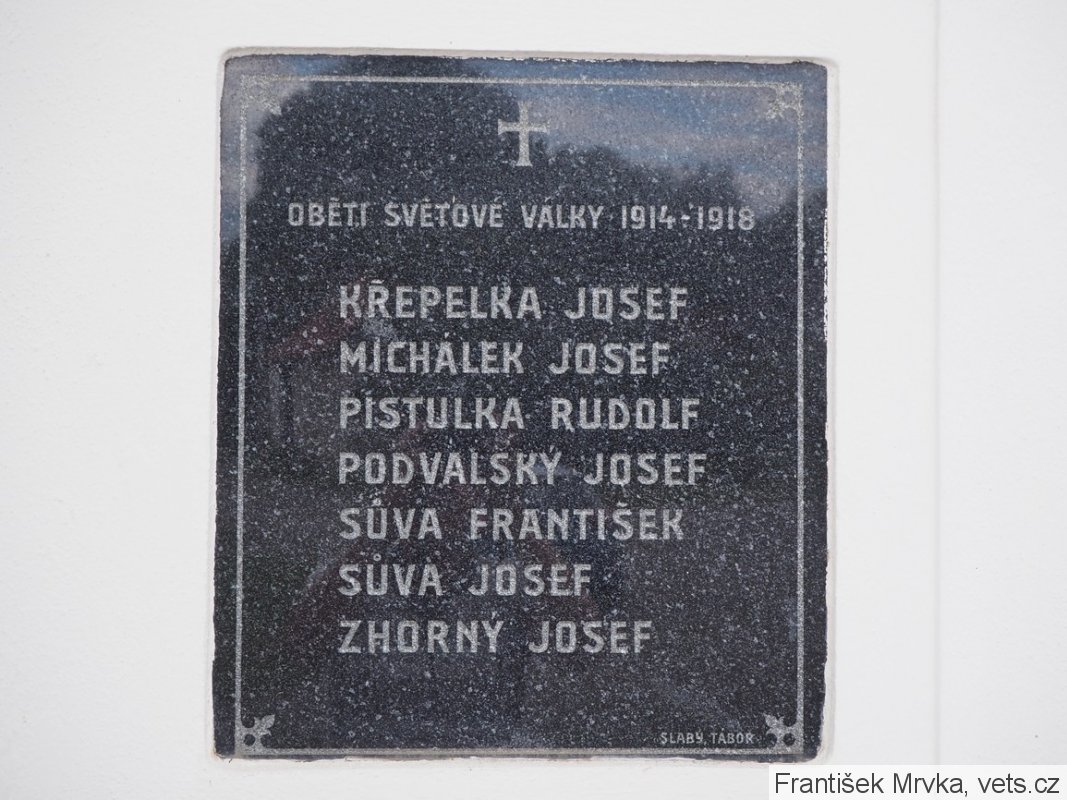 OBĚTI SVĚTOVÉ VÁLKY 1914-1918
KŘEPELKA JOSEF
MICHÁLEK JOSEF
PISTULKA RUDOLF
PODVALSKÝ JOSEF
SŮVA FRANTIŠEK
SŮVA JOSEF
ZHORNÝ JOSEF
SLABÝ, TÁBOR
František Mrvka, vets.cz